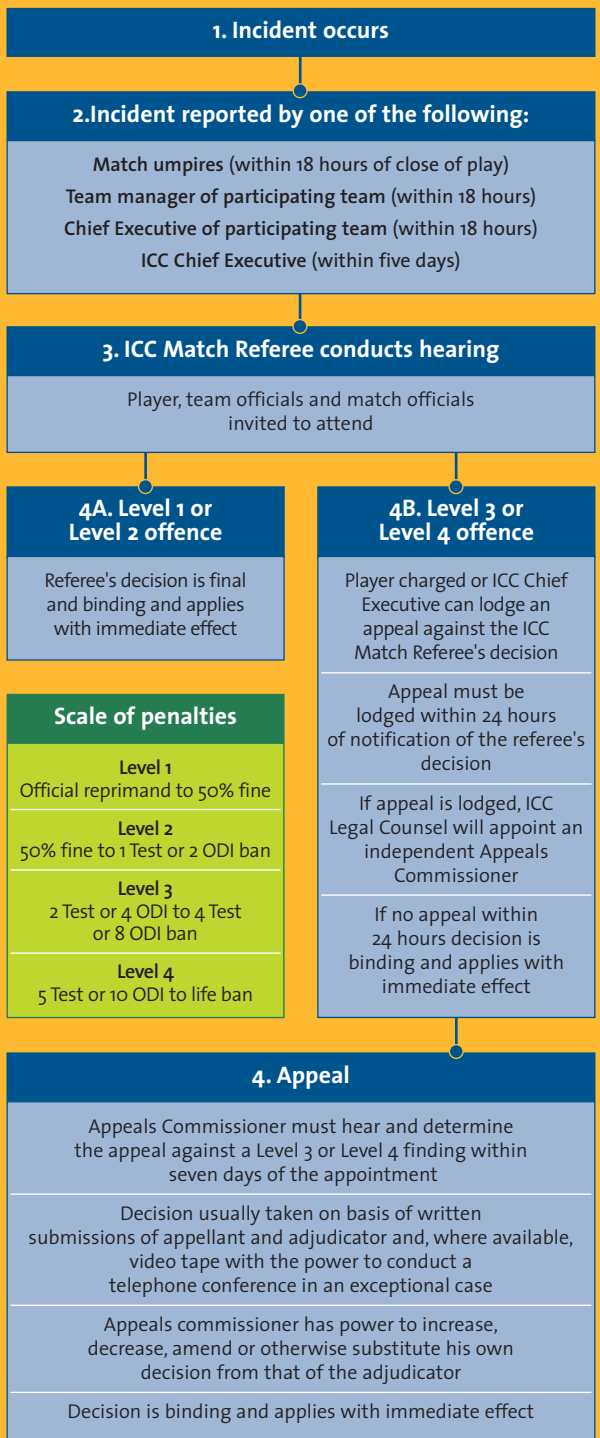 1. Incident occurs
2.Incident reported by one of the following:
Match umpires (within 18 hours of close of play)
Team manager of participating team (within 18 hours)
Chief Executive of participating team (within 18 hours)
ICC Chief Executive (within five days)
3. ICC Match Referee conducts hearing
Player, team officials and match officials
invited to attend
4A. Level 1 or
Level 2 offence
Referee's decision is final
and binding and applies
with immediate effect
Scale of penalties
Level 1
Official reprimand to 50% fine
Level 2
50% fine to 1 Test or 2 ODI ban
Level 3
2 Test or 4 ODI to 4 Test
or 8 ODI ban
Level 4
5 Test or 10 ODI to life ban
4B. Level 3 or
Level 4 offence
Player charged or ICC Chief
Executive can lodge an
appeal against the ICC
Match Referee's decision
Appeal must be
lodged within 24 hours
of notification of the referee's
decision
If appeal is lodged, ICC
Legal Counsel will appoint an
independent Appeals
Commissioner
If no appeal within
24 hours decision is
binding and applies with
immediate effect
4. Appeal
Appeals Commissioner must hear and determine
the appeal against a Level 3 or Level 4 finding within
seven days of the appointment
Decision usually taken on basis of written
submissions of appellant and adjudicator and, where available,
video tape with the power to conduct a
telephone conference in an exceptional case
Appeals commissioner has power to increase,
decrease, amend or otherwise substitute his own
decision from that of the adjudicator
Decision is binding and applies with immediate effect